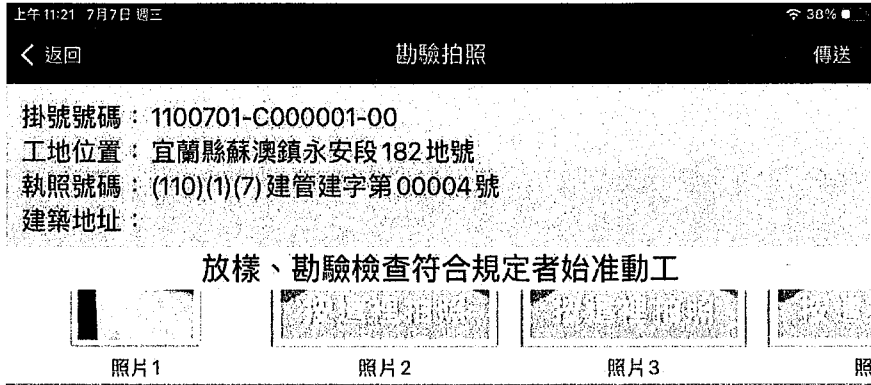 上午11:21 7月7日 週三 38%
返回 勘驗拍照 傳送
掛號號碼：1100701-C000001-00
工地位置：宜蘭縣蘇澳鎮永安段182地號
執照號碼：(110)(1)(7)建管建字第00004號
建築地址：
放樣、勘驗檢查符合規定者始准動工
照片1 照片2 照片3 照